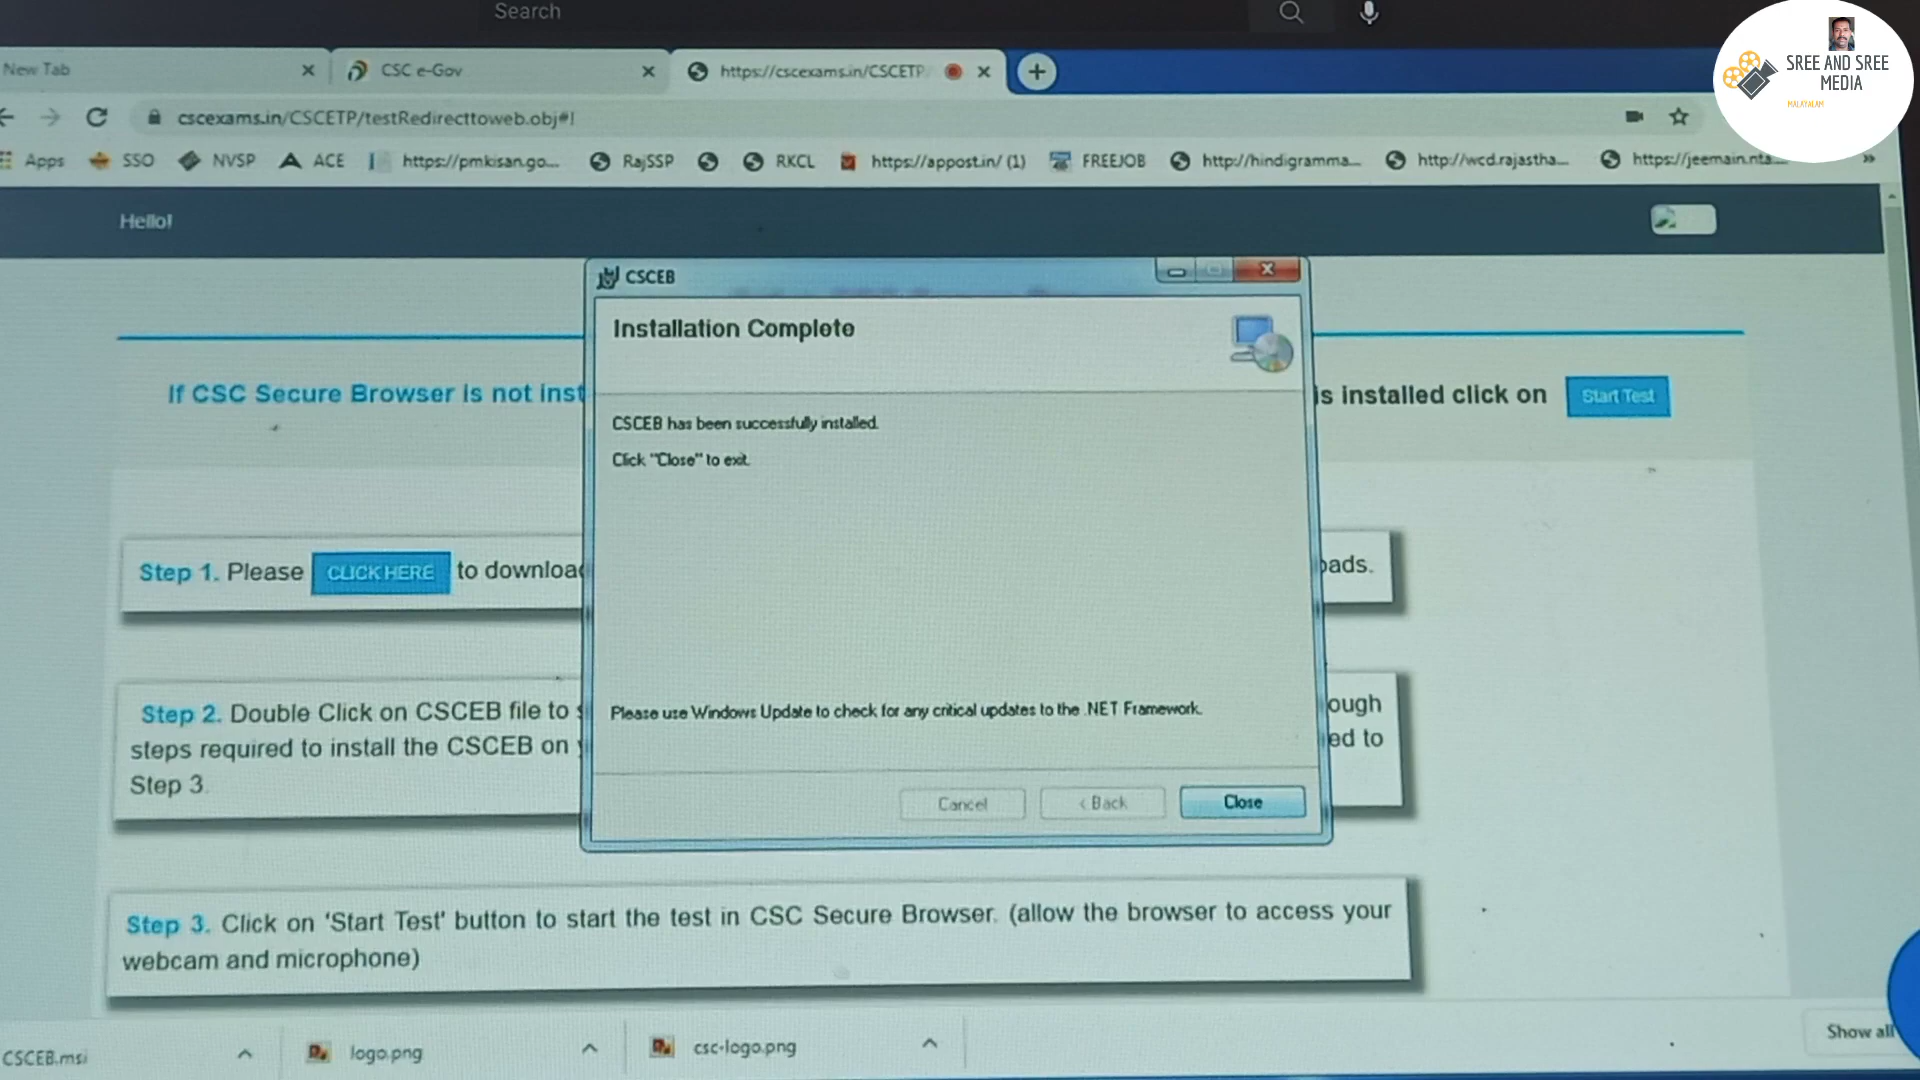 Search
SREE AND SREE
MEDIA
MALAYALAM
New Tab
CSC e-Gov
https://cscexams.in/CSCETP
cscexams.in/CSCETP/testRedirecttoweb.obj#!
Apps SSO NVSP ACE https://pmkisan.go... RajSSP RKCL https://appost.in/ (1) FREEJOB http://hindigramma... http://wcd.rajastha... https://jeemain.nta.... »
Hello!
CSCEB
Installation Complete
If CSC Secure Browser is not inst
is installed click on Start Test
CSCEB has been successfully installed.
Click "Close" to exit.
Step 1. Please CLICK HERE to download
oads.
Step 2. Double Click on CSCEB file to s
ough
steps required to install the CSCEB on y
ed to
Step 3.
Please use Windows Update to check for any critical updates to the .NET Framework.
Cancel < Back Close
Step 3. Click on 'Start Test' button to start the test in CSC Secure Browser. (allow the browser to access your
webcam and microphone)
CSCEB.msi logo.png csc-logo.png Show all